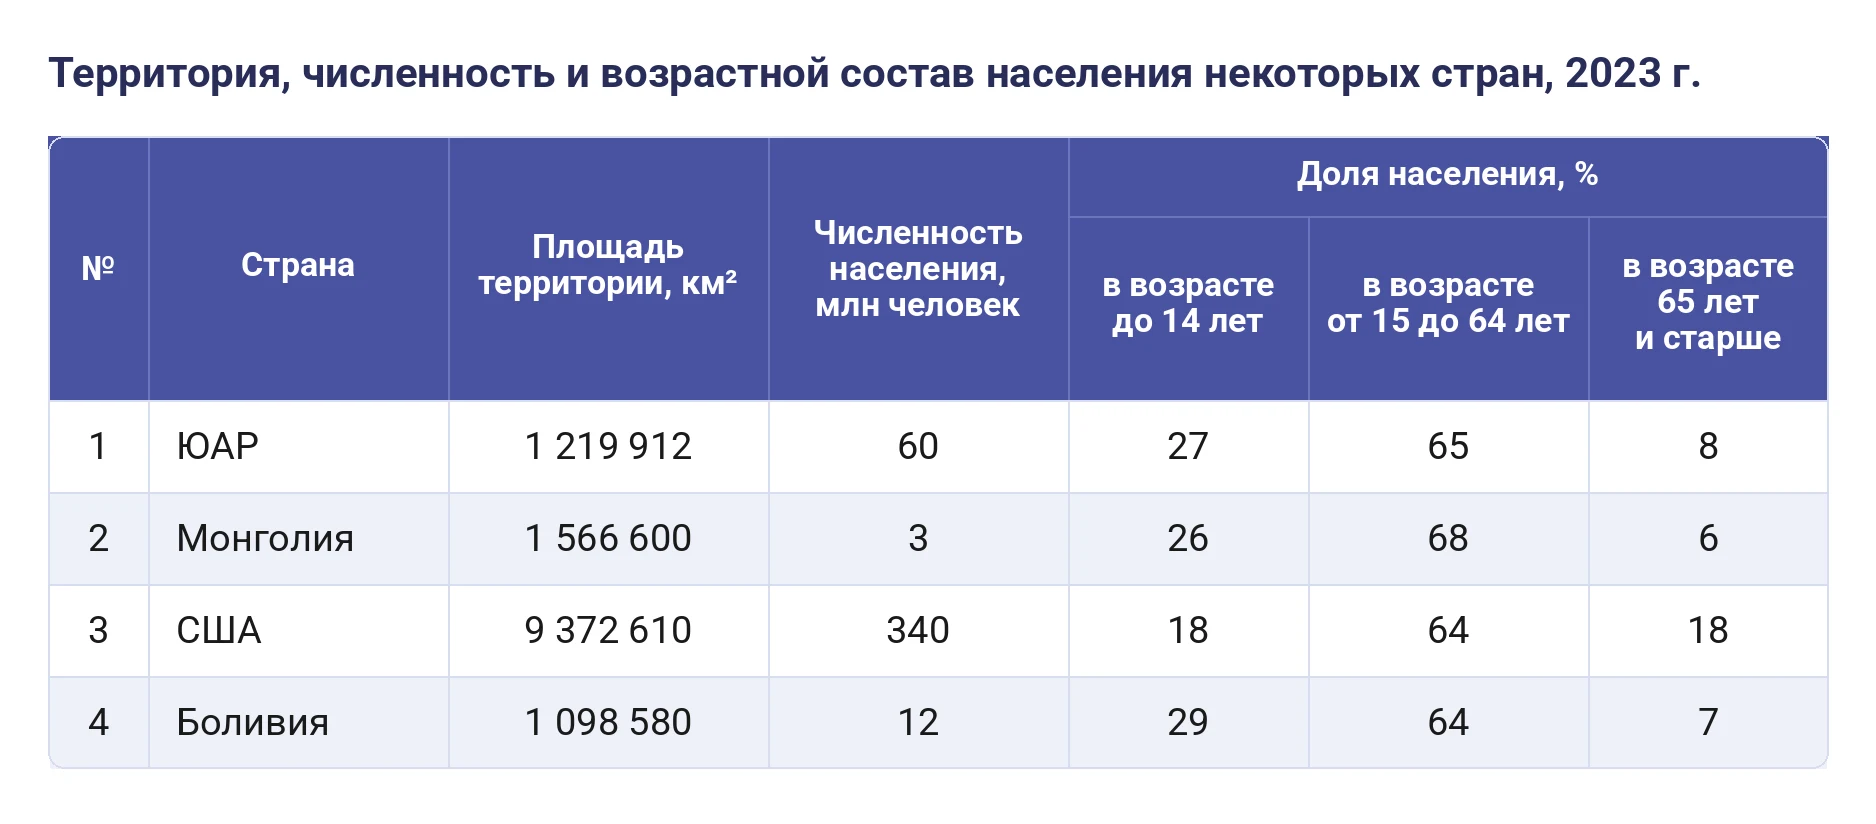 Территория, численность и возрастной состав населения некоторых стран, 2023 г.
№
Страна
Площадь
территории, км²
Численность
населения,
млн человек
Доля населения, %
в возрасте
до 14 лет
в возрасте
от 15 до 64 лет
в возрасте
65 лет
и старше
1 ЮАР 1 219 912 60 27 65 8
2 Монголия 1 566 600 3 26 68 6
3 США 9 372 610 340 18 64 18
4 Боливия 1 098 580 12 29 64 7